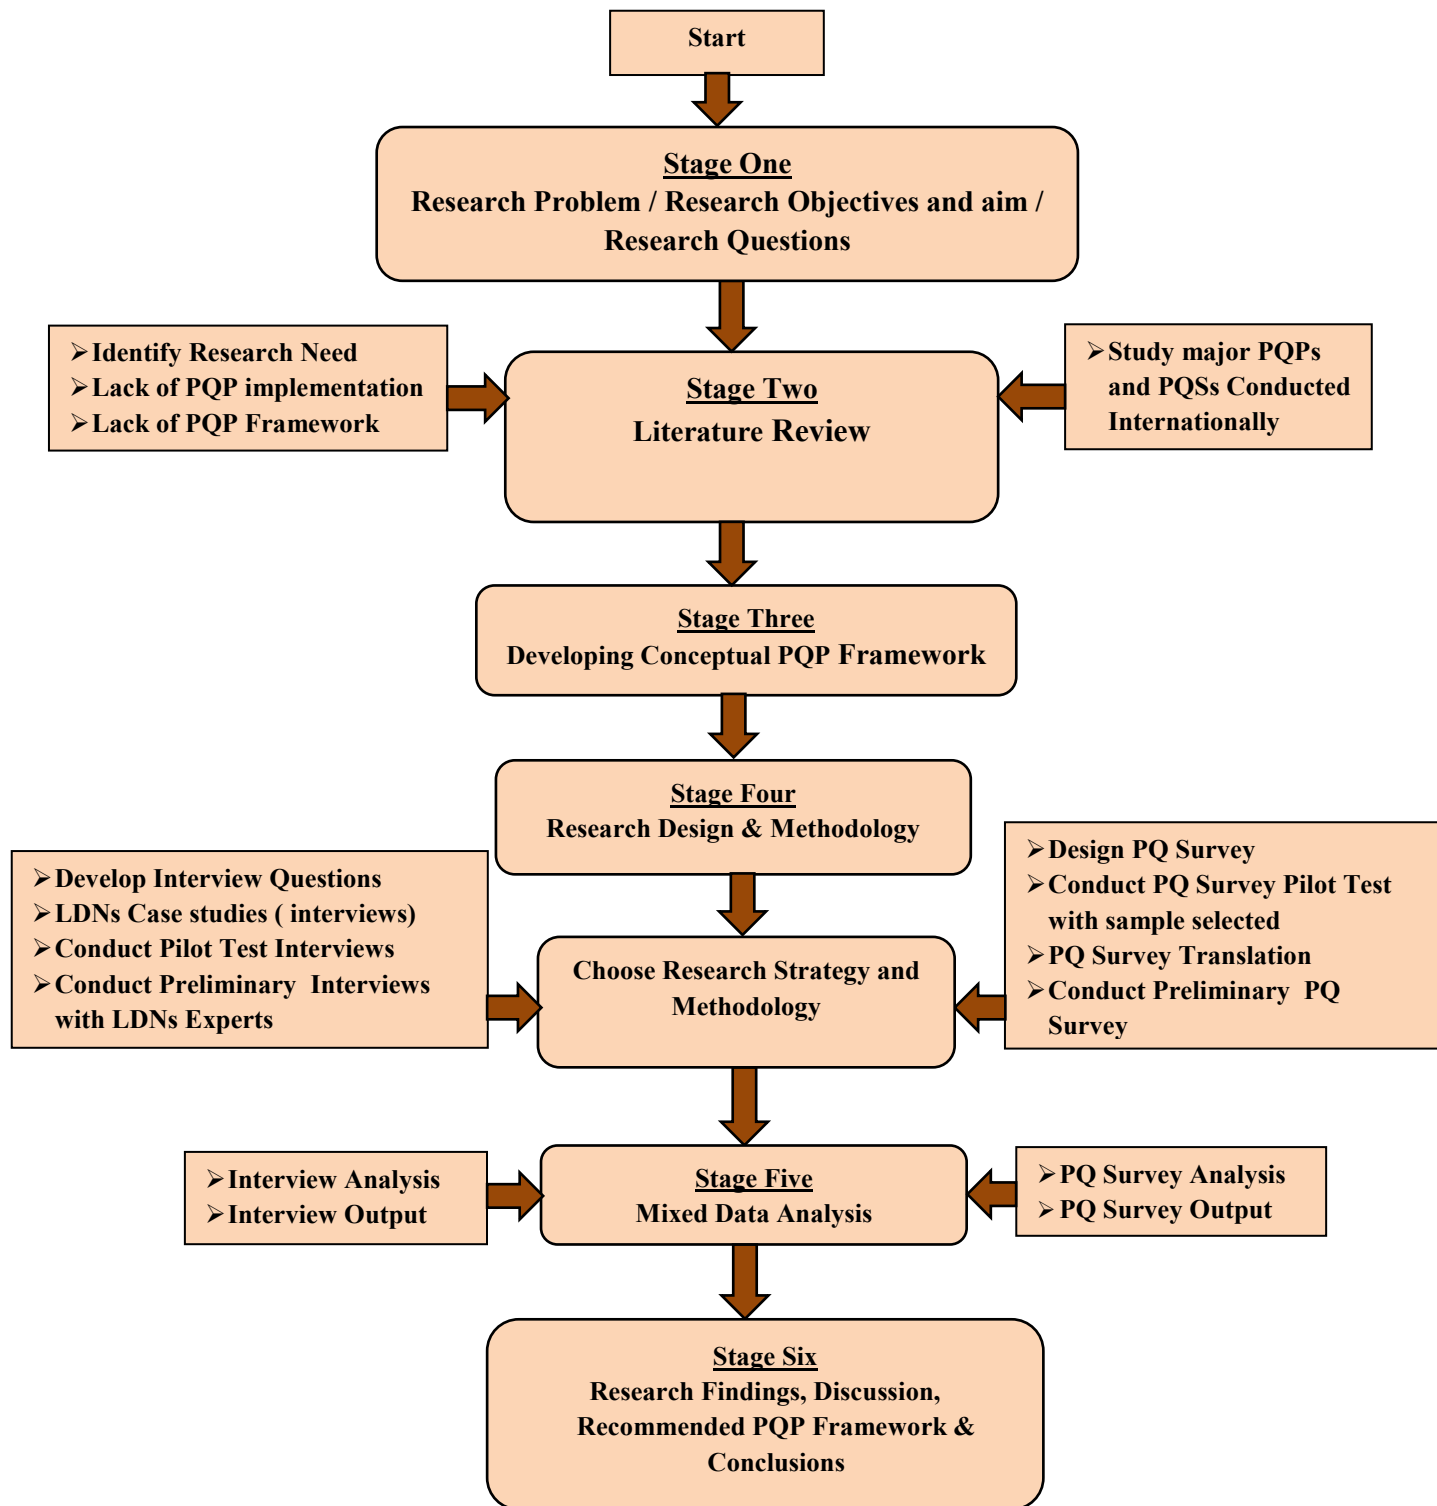 Start
Stage One
Research Problem / Research Objectives and aim /
Research Questions
➢Identify Research Need
➢Lack of PQP implementation
➢Lack of PQP Framework
Stage Two
Literature Review
➢Study major PQPs
and PQSs Conducted
Internationally
Stage Three
Developing Conceptual PQP Framework
Stage Four
Research Design & Methodology
➢Develop Interview Questions
➢LDNs Case studies ( interviews)
➢Conduct Pilot Test Interviews
➢Conduct Preliminary Interviews
with LDNs Experts
Choose Research Strategy and
Methodology
➢Design PQ Survey
➢Conduct PQ Survey Pilot Test
with sample selected
➢PQ Survey Translation
➢Conduct Preliminary PQ
Survey
➢Interview Analysis
➢Interview Output
Stage Five
Mixed Data Analysis
➢PQ Survey Analysis
➢PQ Survey Output
Stage Six
Research Findings, Discussion,
Recommended PQP Framework &
Conclusions